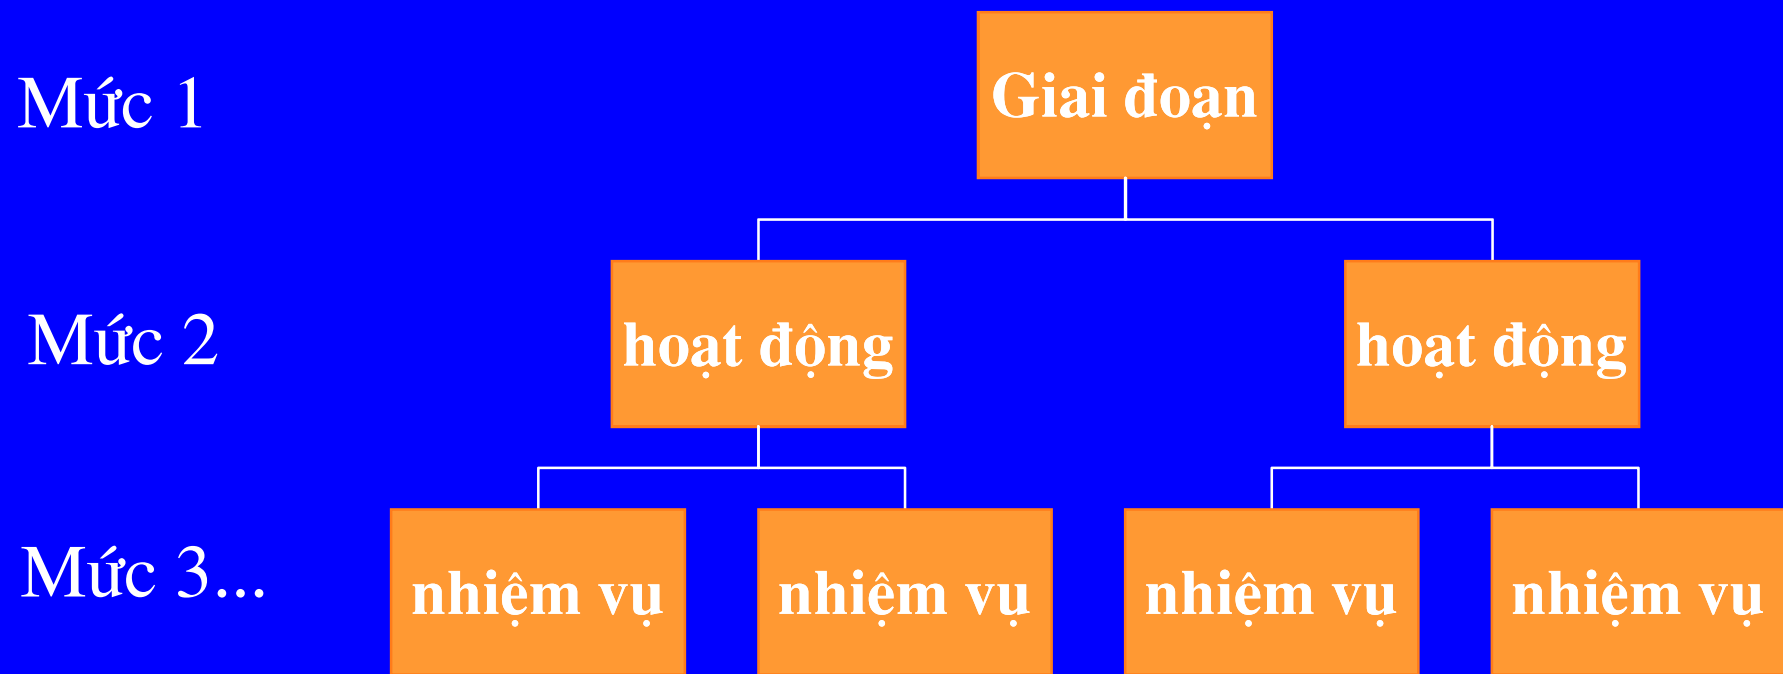 Mức 1
Giai đoạn
Mức 2
hoạt động
hoạt động
Mức 3...
nhiệm vụ
nhiệm vụ
nhiệm vụ
nhiệm vụ